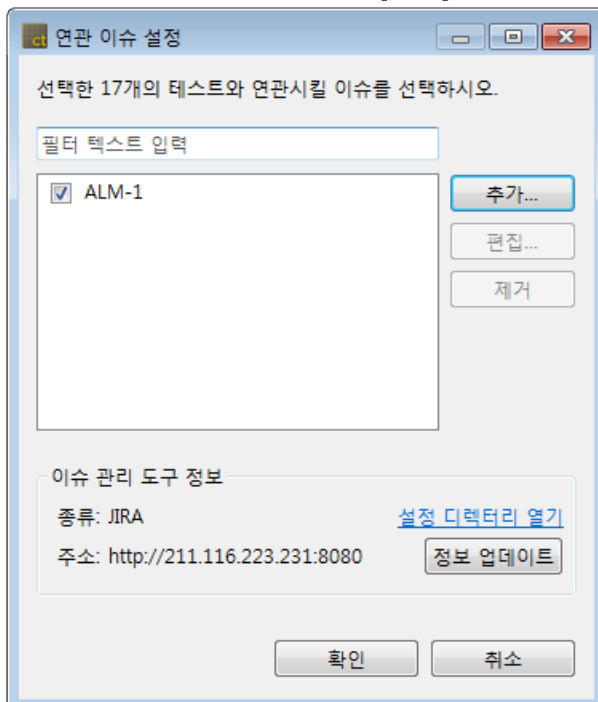 ct 연관 이슈 설정
선택한 17개의 테스트와 연관시킬 이슈를 선택하시오.
필터 텍스트 입력
ALM-1
추가...
편집...
제거
이슈 관리 도구 정보
종류: JIRA
설정 디렉터리 열기
주소: http://211.116.223.231:8080
정보 업데이트
확인
취소